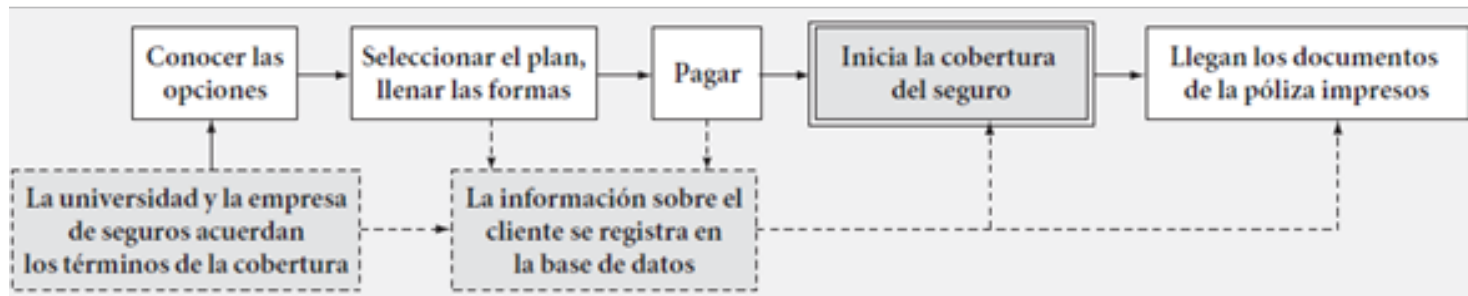 Conocer las
opciones
Seleccionar el plan,
llenar las formas
Pagar
Inicia la cobertura
del seguro
Llegan los documentos
de la póliza impresos
La universidad y la empresa
de seguros acuerdan
los términos de la cobertura
La información sobre el
cliente se registra en
la base de datos